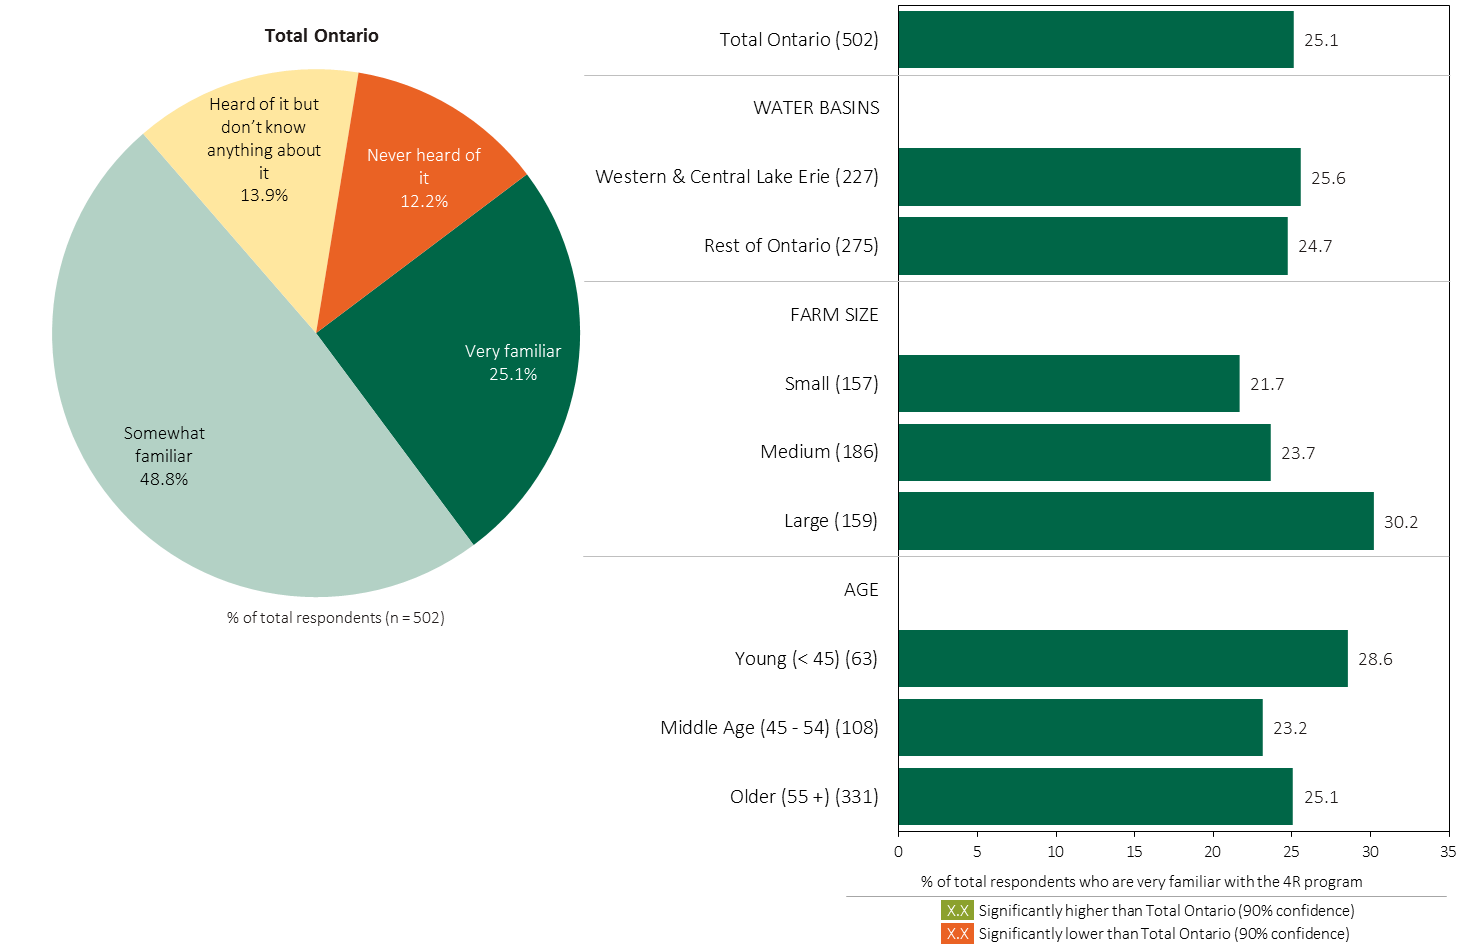 Total Ontario
Heard of it but
don't know
anything about
it
13.9%
Never heard of
it
12.2%
Very familiar
25.1%
Somewhat
familiar
48.8%
% of total respondents (n = 502)
Total Ontario (502)
25.1
WATER BASINS
Western & Central Lake Erie (227)
25.6
Rest of Ontario (275)
24.7
FARM SIZE
Small (157)
21.7
Medium (186)
23.7
Large (159)
30.2
AGE
Young (< 45) (63)
28.6
Middle Age (45 - 54) (108)
23.2
Older (55 +) (331)
25.1
0 5 10 15 20 25 30 35
% of total respondents who are very familiar with the 4R program
X.X Significantly higher than Total Ontario (90% confidence)
X.X Significantly lower than Total Ontario (90% confidence)